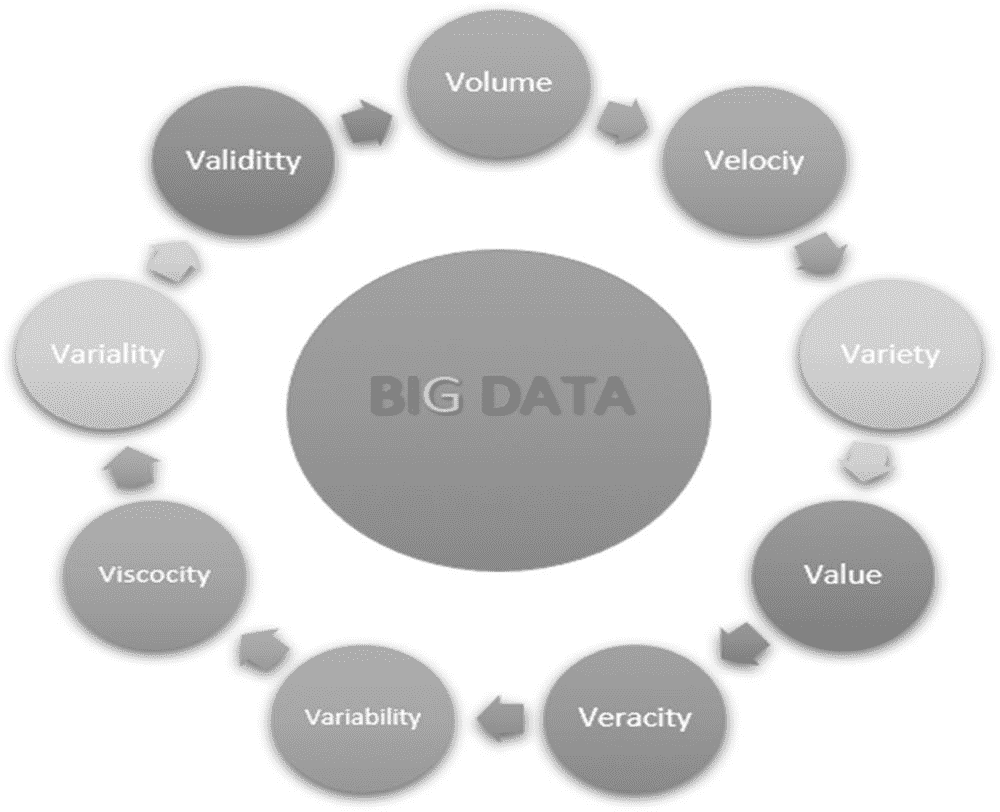 Volume
Velociy
Variety
Value
Veracity
Variability
Viscocity
Variality
Validitty
BIG DATA